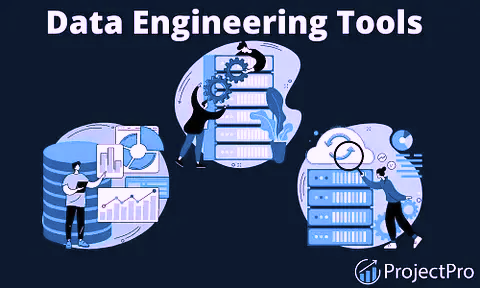 Data Engineering Tools
ProjectPro